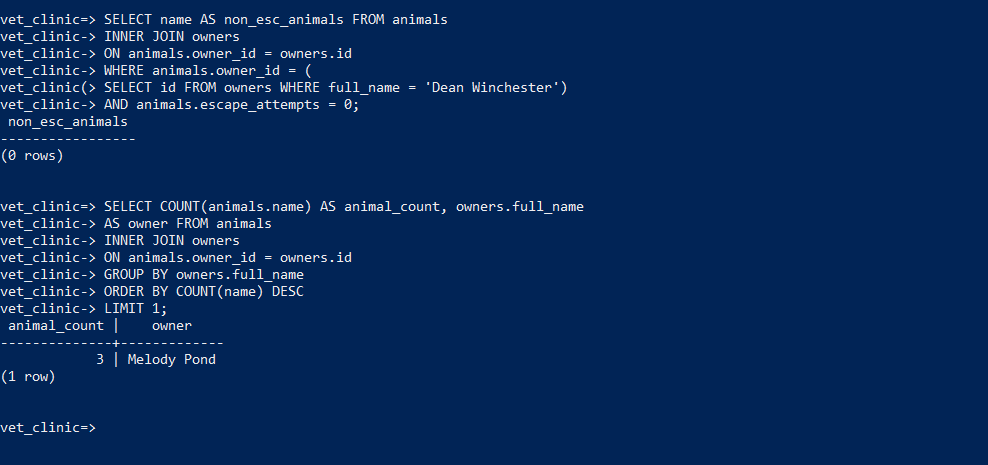 vet_clinic=> SELECT name AS non_esc_animals FROM animals
vet_clinic-> INNER JOIN owners
vet_clinic-> ON animals.owner_id = owners.id
vet_clinic-> WHERE animals.owner_id = (
vet_clinic(> SELECT id FROM owners WHERE full_name = 'Dean Winchester')
vet_clinic-> AND animals.escape_attempts = 0;
 non_esc_animals
-----------------
(0 rows)


vet_clinic=> SELECT COUNT(animals.name) AS animal_count, owners.full_name
vet_clinic-> AS owner FROM animals
vet_clinic-> INNER JOIN owners
vet_clinic-> ON animals.owner_id = owners.id
vet_clinic-> GROUP BY owners.full_name
vet_clinic-> ORDER BY COUNT(name) DESC
vet_clinic-> LIMIT 1;
 animal_count |    owner
--------------+-------------
            3 | Melody Pond
(1 row)


vet_clinic=>